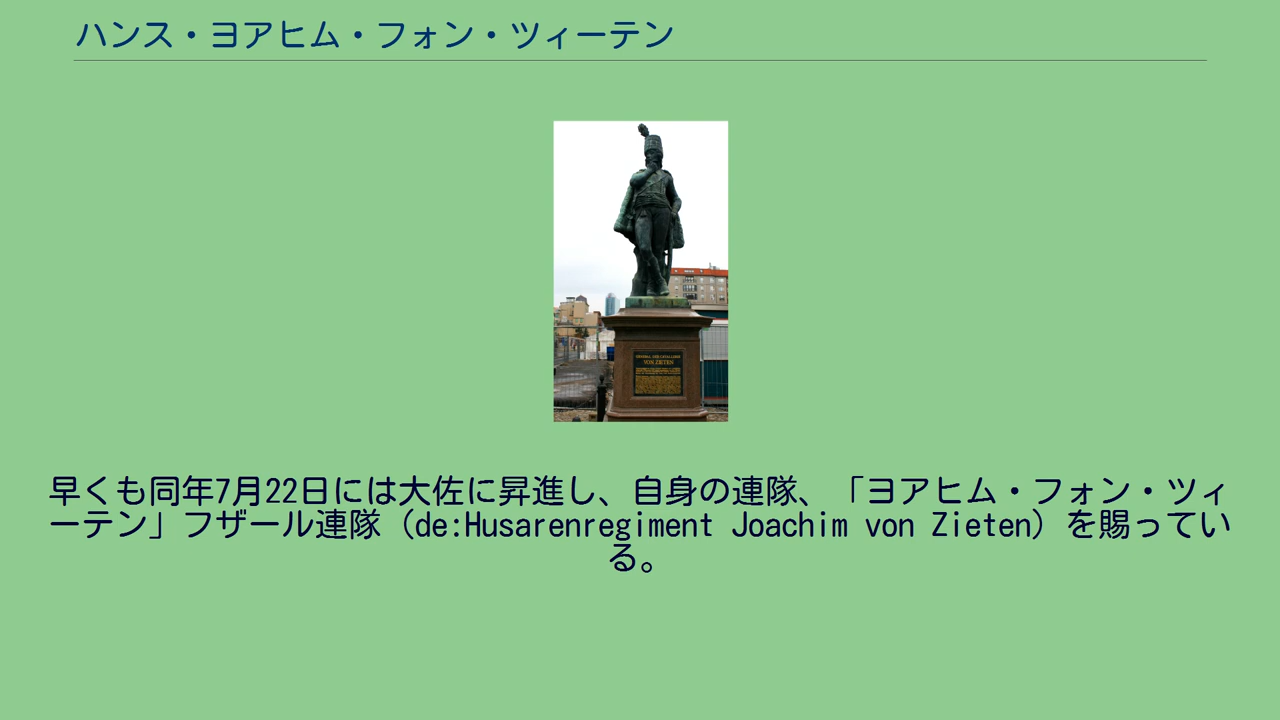 ハンス・ヨアヒム・フォン・ツィーテン
VON ZIETEN
早くも同年7月22日には大佐に昇進し、自身の連隊、「ヨアヒム・フォン・ツィ
ーテン」フザール連隊（de:Husarenregiment Joachim von Zieten）を賜ってい
る。